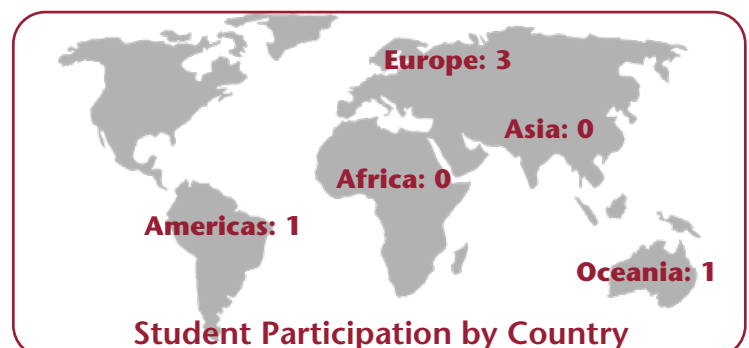 Europe: 3
Asia: 0
Africa: 0
Americas: 1
Oceania: 1
Student Participation by Country